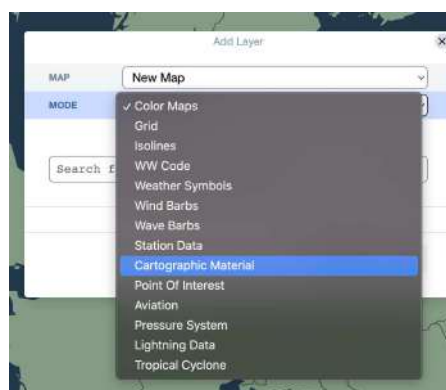 Add Layer
MAP
New Map
MODE
✓ Color Maps
Grid
Isolines
WW Code
Weather Symbols
Wind Barbs
Wave Barbs
Station Data
Cartographic Material
Point Of Interest
Aviation
Pressure System
Lightning Data
Tropical Cyclone
Search